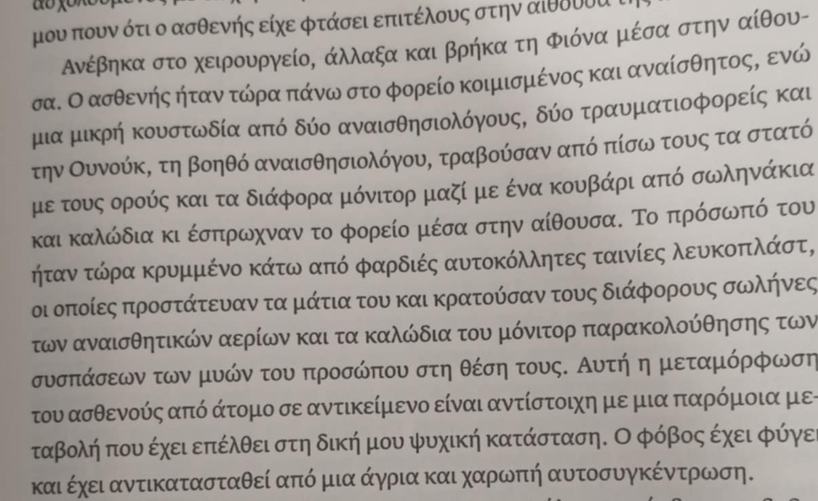 μου πουν ότι ο ασθενής είχε φτάσει επιτέλους στην αίθουσα
Ανέβηκα στο χειρουργείο, άλλαξα και βρήκα τη Φιόνα μέσα στην αίθου-
σα. Ο ασθενής ήταν τώρα πάνω στο φορείο κοιμισμένος και αναίσθητος, ενώ
μια μικρή κουστωδία από δύο αναισθησιολόγους, δύο τραυματιοφορείς και
την Ουνούκ, τη βοηθό αναισθησιολόγου, τραβούσαν από πίσω τους τα στατό
με τους ορούς και τα διάφορα μόνιτορ μαζί με ένα κουβάρι από σωληνάκια
και καλώδια κι έσπρωχναν το φορείο μέσα στην αίθουσα. Το πρόσωπό του
ήταν τώρα κρυμμένο κάτω από φαρδιές αυτοκόλλητες ταινίες λευκοπλάστ,
οι οποίες προστάτευαν τα μάτια του και κρατούσαν τους διάφορους σωλήνες
των αναισθητικών αερίων και τα καλώδια του μόνιτορ παρακολούθησης των
συσπάσεων των μυών του προσώπου στη θέση τους. Αυτή η μεταμόρφωση
του ασθενούς από άτομο σε αντικείμενο είναι αντίστοιχη με μια παρόμοια με-
ταβολή που έχει επέλθει στη δική μου ψυχική κατάσταση. Ο φόβος έχει φύγει
και έχει αντικατασταθεί από μια άγρια και χαρωπή αυτοσυγκέντρωση.